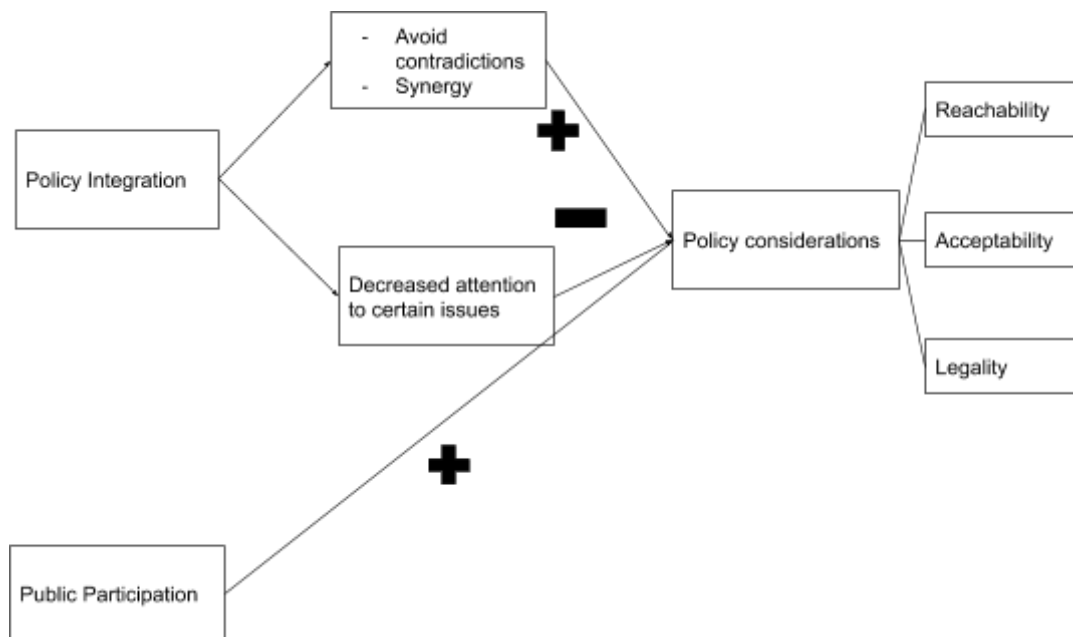 - Avoid
contradictions
- Synergy
Policy Integration
Decreased attention
to certain issues
Policy considerations
Reachability
Acceptability
Legality
Public Participation